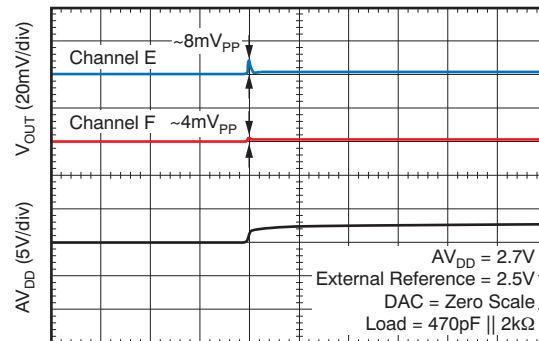 ~8mVPP
Channel E
Channel F ~4mVPP
VOUT (20mV/div)
AVDD (5V/div)
AVDD = 2.7V
External Reference = 2.5V
DAC = Zero Scale
Load = 470pF || 2kΩ